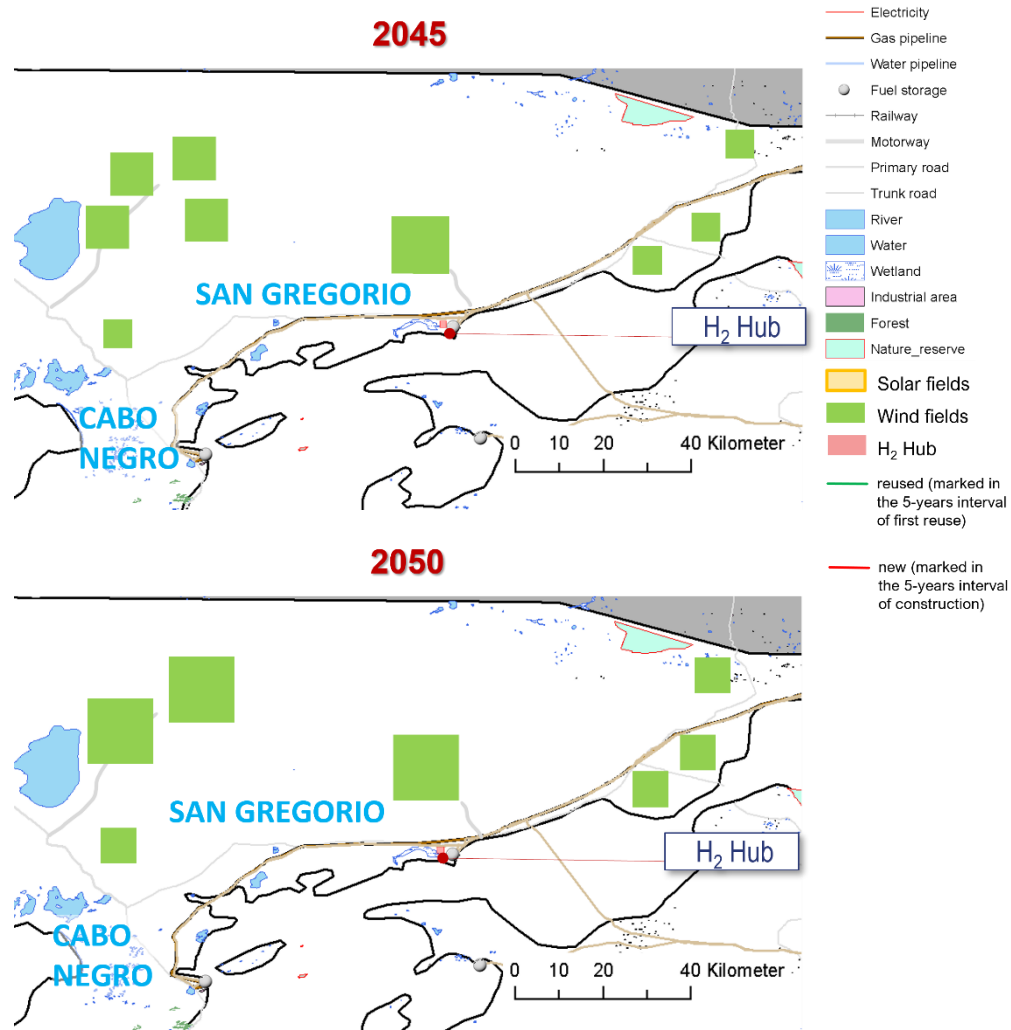 2045
SAN GREGORIO
H₂ Hub
CABO
NEGRO
0 10 20 40 Kilometer
2050
SAN GREGORIO
H₂ Hub
CABO
NEGRO
0 10 20 40 Kilometer
Electricity
Gas pipeline
Water pipeline
Fuel storage
Railway
Motorway
Primary road
Trunk road
River
Water
Wetland
Industrial area
Forest
Nature_reserve
Solar fields
Wind fields
H₂ Hub
reused (marked in
the 5-years interval
of first reuse)
new (marked in
the 5-years interval
of construction)